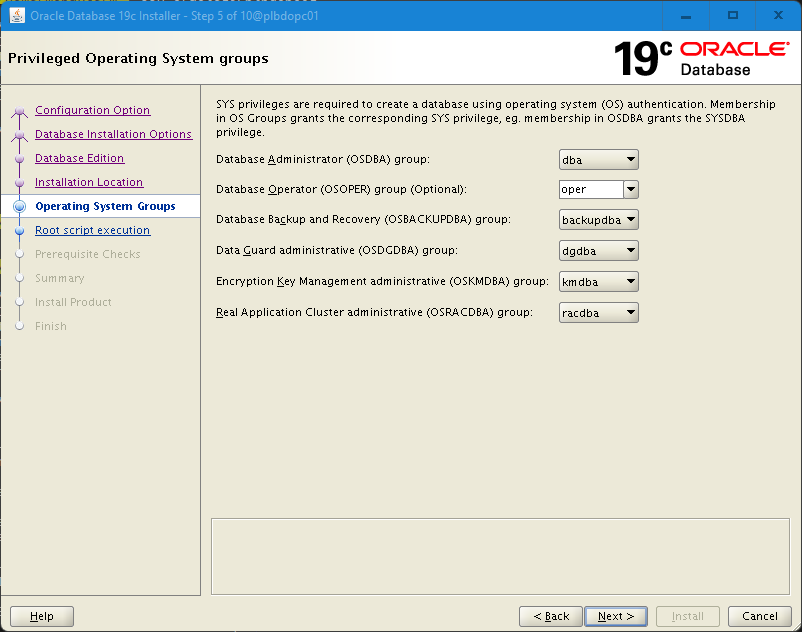 Oracle Database 19c Installer - Step 5 of 10@plbdopc01
Privileged Operating System groups
19c ORACLE
Database
Configuration Option
Database Installation Options
Database Edition
Installation Location
Operating System Groups
Root script execution
Prerequisite Checks
Summary
Install Product
Finish
SYS privileges are required to create a database using operating system (OS) authentication. Membership
in OS Groups grants the corresponding SYS privilege, eg. membership in OSDBA grants the SYSDBA
privilege.
Database Administrator (OSDBA) group: dba
Database Operator (OSOPER) group (Optional): oper
Database Backup and Recovery (OSBACKUPDBA) group: backupdba
Data Guard administrative (OSDGDBA) group: dgdba
Encryption Key Management administrative (OSKMDBA) group: kmdba
Real Application Cluster administrative (OSRACDBA) group: racdba
Help < Back Next > Install Cancel